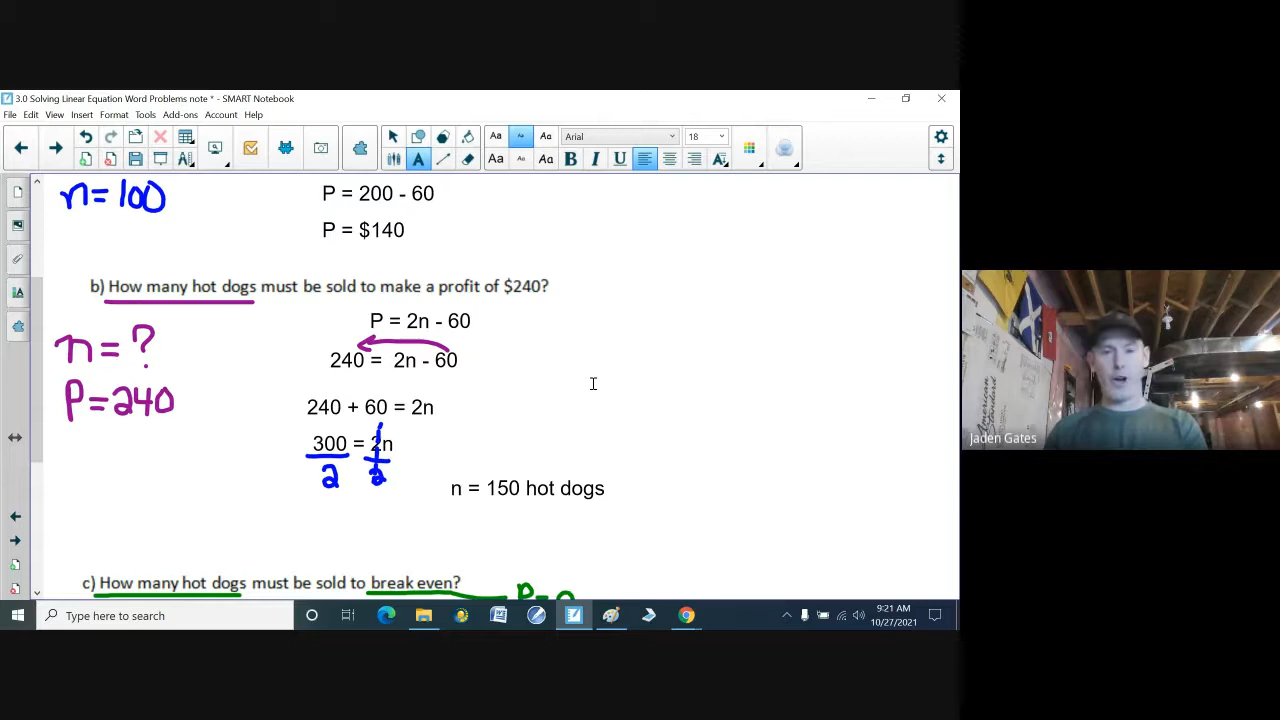 3.0 Solving Linear Equation Word Problems note * - SMART Notebook
File Edit View Insert Format Tools Add-ons Account Help
Arial 18
n = 100
P = 200 - 60
P = $140
b) How many hot dogs must be sold to make a profit of $240?
P = 2n - 60
n = ?
240 = 2n - 60
P = 240
240 + 60 = 2n
300 = 2n
2 2
n = 150 hot dogs
c) How many hot dogs must be sold to break even?
P = 0
Type here to search
9:21 AM
10/27/2021
American Standard
Jaden Gates